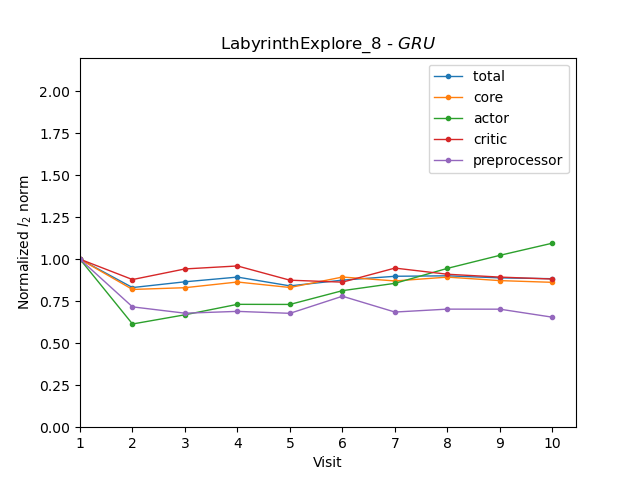 LabyrinthExplore_8 - GRU
total
core
actor
critic
preprocessor
2.00
1.75
1.50
1.25
1.00
0.75
0.50
0.25
0.00
Normalized l2 norm
1 2 3 4 5 6 7 8 9 10
Visit